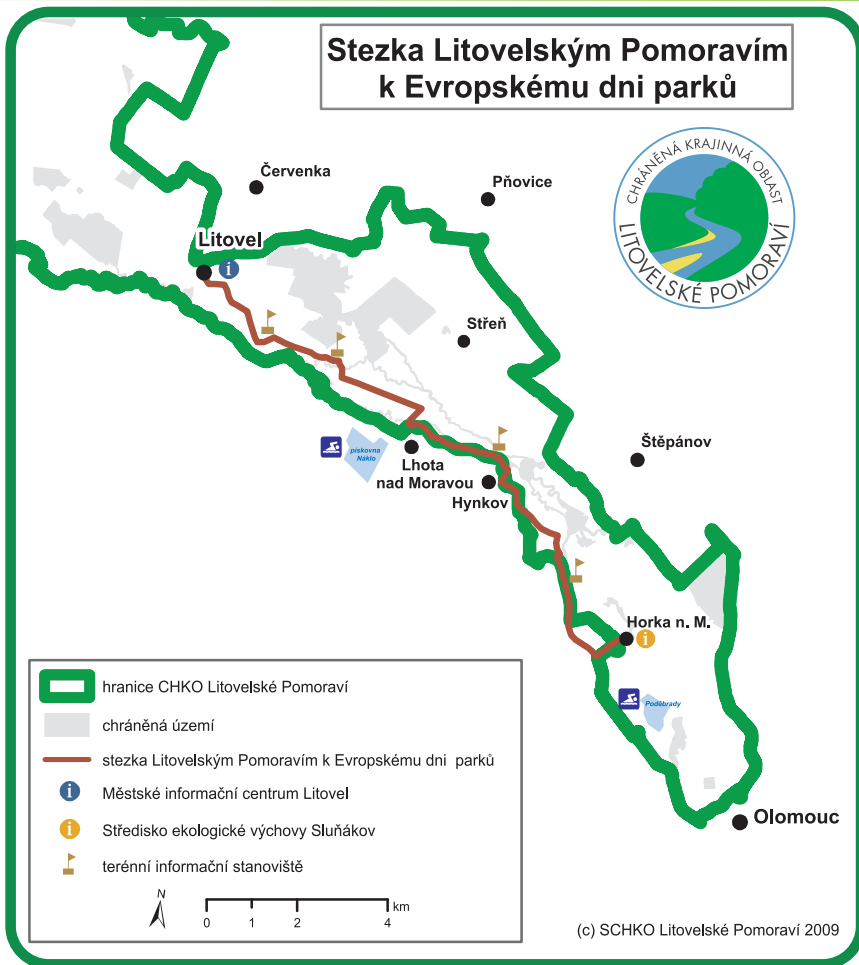 Stezka Litovelským Pomoravím
k Evropskému dni parků
CHRÁNĚNÁ KRAJINNÁ OBLAST
LITOVELSKÉ POMORAVÍ
Červenka
Pňovice
Litovel
i
Střeň
Štěpánov
pískovna
Náklo
Lhota
nad Moravou
Hynkov
Horka n. M.
i
Poděbrady
Olomouc
hranice CHKO Litovelské Pomoraví
chráněná území
stezka Litovelským Pomoravím k Evropskému dni parků
i Městské informační centrum Litovel
i Středisko ekologické výchovy Sluňákov
terénní informační stanoviště
N
km
0 1 2 4
(c) SCHKO Litovelské Pomoraví 2009